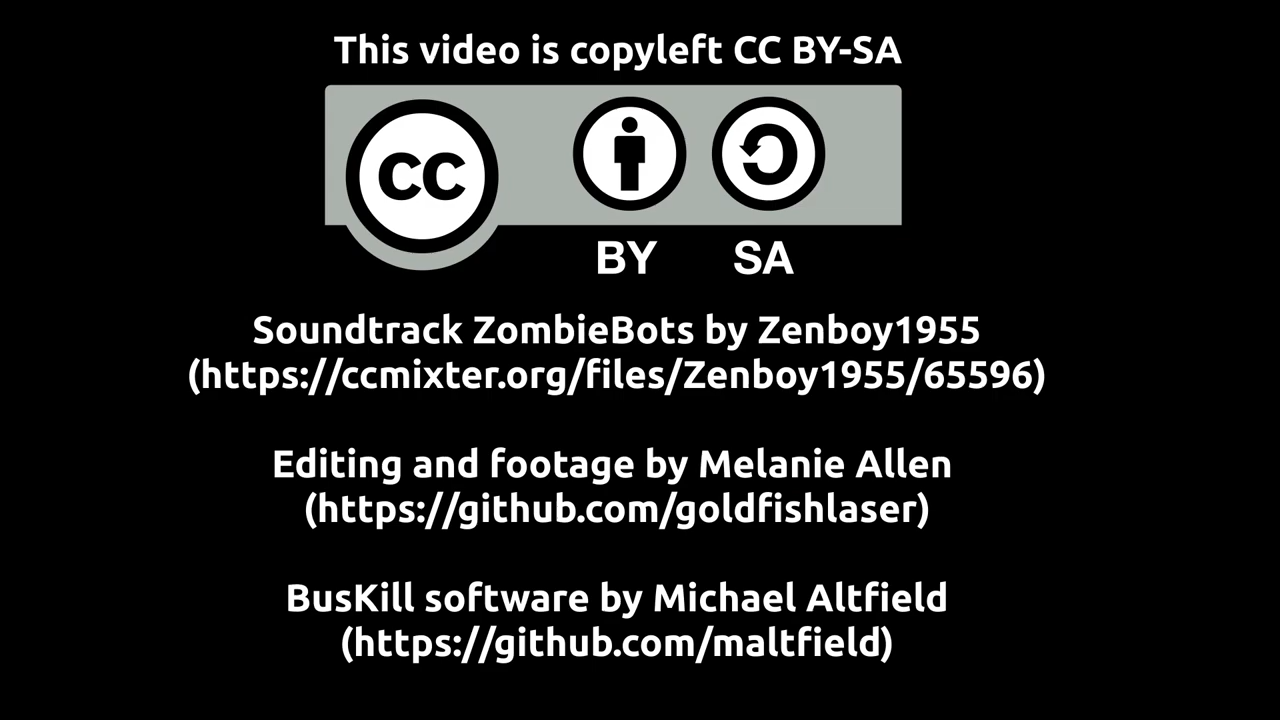 This video is copyleft CC BY-SA
CC
BY SA
Soundtrack ZombieBots by Zenboy1955
(https://ccmixter.org/files/Zenboy1955/65596)
Editing and footage by Melanie Allen
(https://github.com/goldfishlaser)
BusKill software by Michael Altfield
(https://github.com/maltfield)